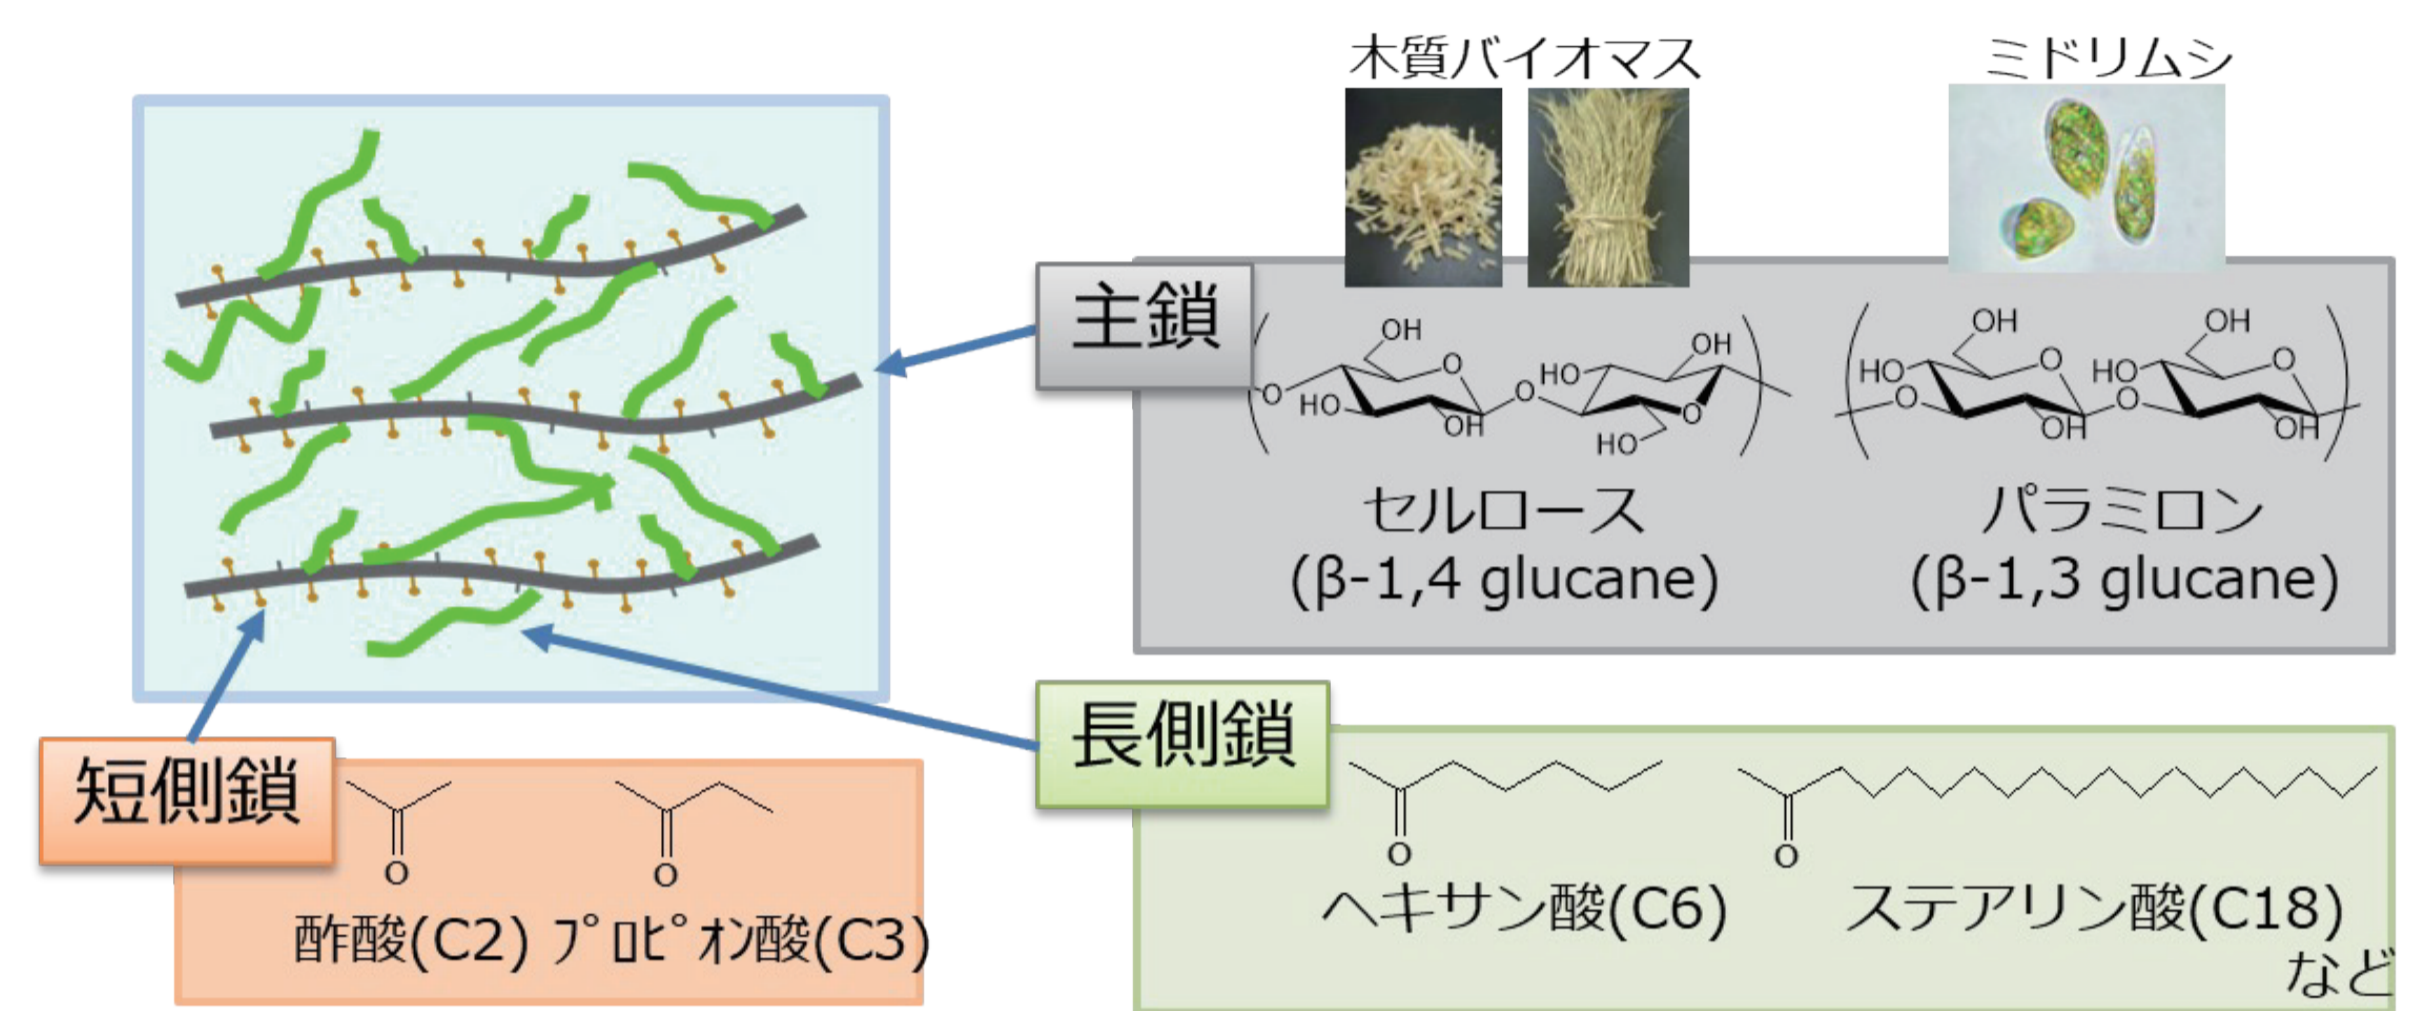 木質バイオマス
ミドリムシ
主鎖
OH
O
O
HO
OH
O
HO
OH
O
HO
OH
HO
O
O
OH
HO
OH
O
O
OH
セルロース
(β-1,4 glucane)
パラミロン
(β-1,3 glucane)
短側鎖
O
O
酢酸(C2)
ﾌﾟﾛﾋﾟｵﾝ酸(C3)
長側鎖
O
O
ヘキサン酸(C6)
ステアリン酸(C18)
など